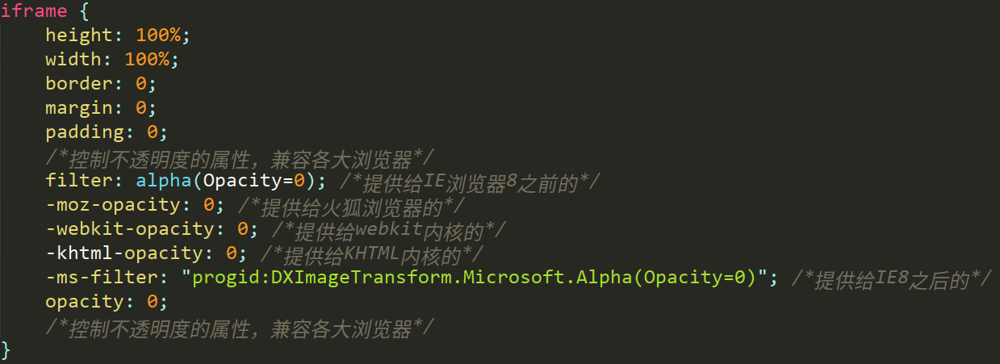 iframe {
    height: 100%;
    width: 100%;
    border: 0;
    margin: 0;
    padding: 0;
    /*控制不透明度的属性，兼容各大浏览器*/
    filter: alpha(Opacity=0); /*提供给IE浏览器8之前的*/
    -moz-opacity: 0; /*提供给火狐浏览器的*/
    -webkit-opacity: 0; /*提供给webkit内核的*/
    -khtml-opacity: 0; /*提供给KHTML内核的*/
    -ms-filter: "progid:DXImageTransform.Microsoft.Alpha(Opacity=0)"; /*提供给IE8之后的*/
    opacity: 0;
    /*控制不透明度的属性，兼容各大浏览器*/
}